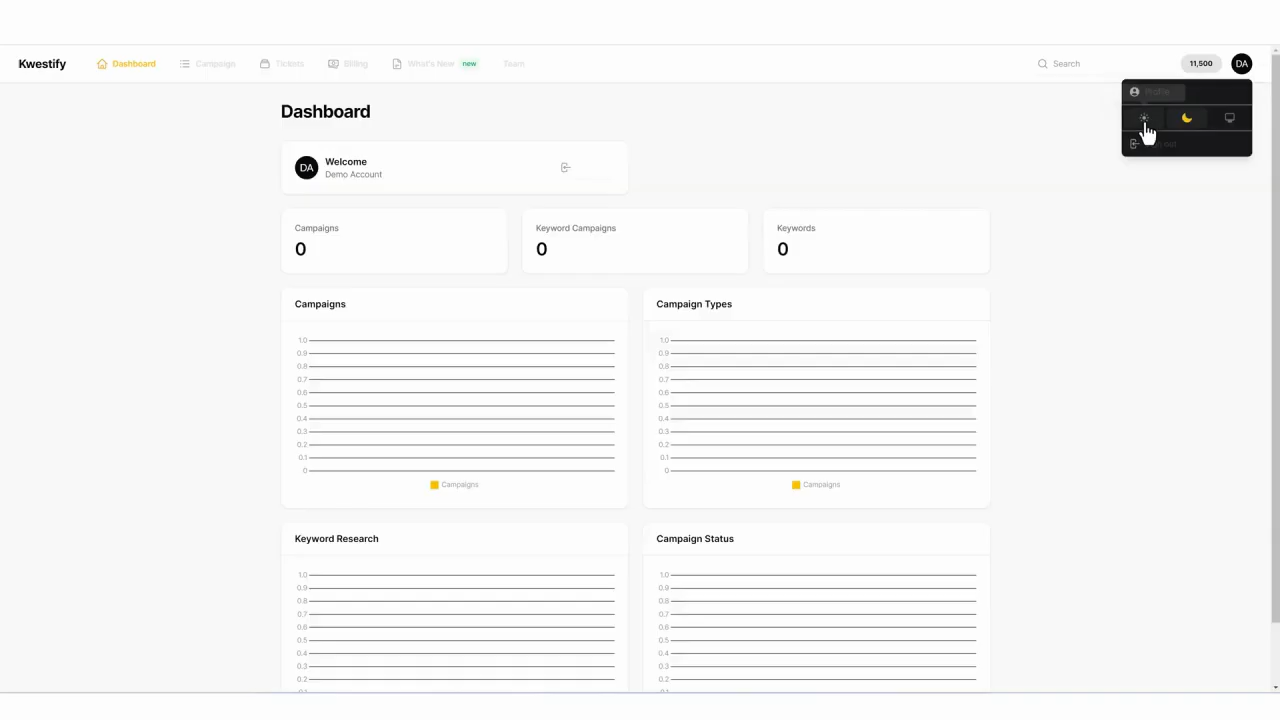 Kwestify
Dashboard
Campaign
Tickets
Billing
What's New new
Team
Search
11,500
DA
Profile
Dashboard
DA
Welcome
Demo Account
Campaigns
0
Keyword Campaigns
0
Keywords
0
Campaigns
1.0
0.9
0.8
0.7
0.6
0.5
0.4
0.3
0.2
0.1
0
Campaigns
Campaign Types
1.0
0.9
0.8
0.7
0.6
0.5
0.4
0.3
0.2
0.1
0
Campaigns
Keyword Research
1.0
0.9
0.8
0.7
0.6
0.5
0.4
0.3
0.2
Campaign Status
1.0
0.9
0.8
0.7
0.6
0.5
0.4
0.3
0.2